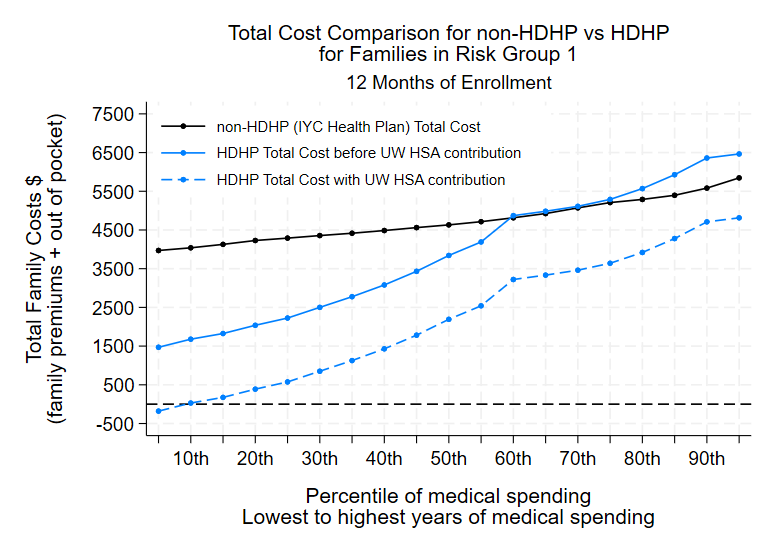 Total Cost Comparison for non-HDHP vs HDHP
for Families in Risk Group 1
12 Months of Enrollment
Total Family Costs $
(family premiums + out of pocket)
7500
6500
5500
4500
3500
2500
1500
500
-500
non-HDHP (IYC Health Plan) Total Cost
HDHP Total Cost before UW HSA contribution
HDHP Total Cost with UW HSA contribution
10th 20th 30th 40th 50th 60th 70th 80th 90th
Percentile of medical spending
Lowest to highest years of medical spending